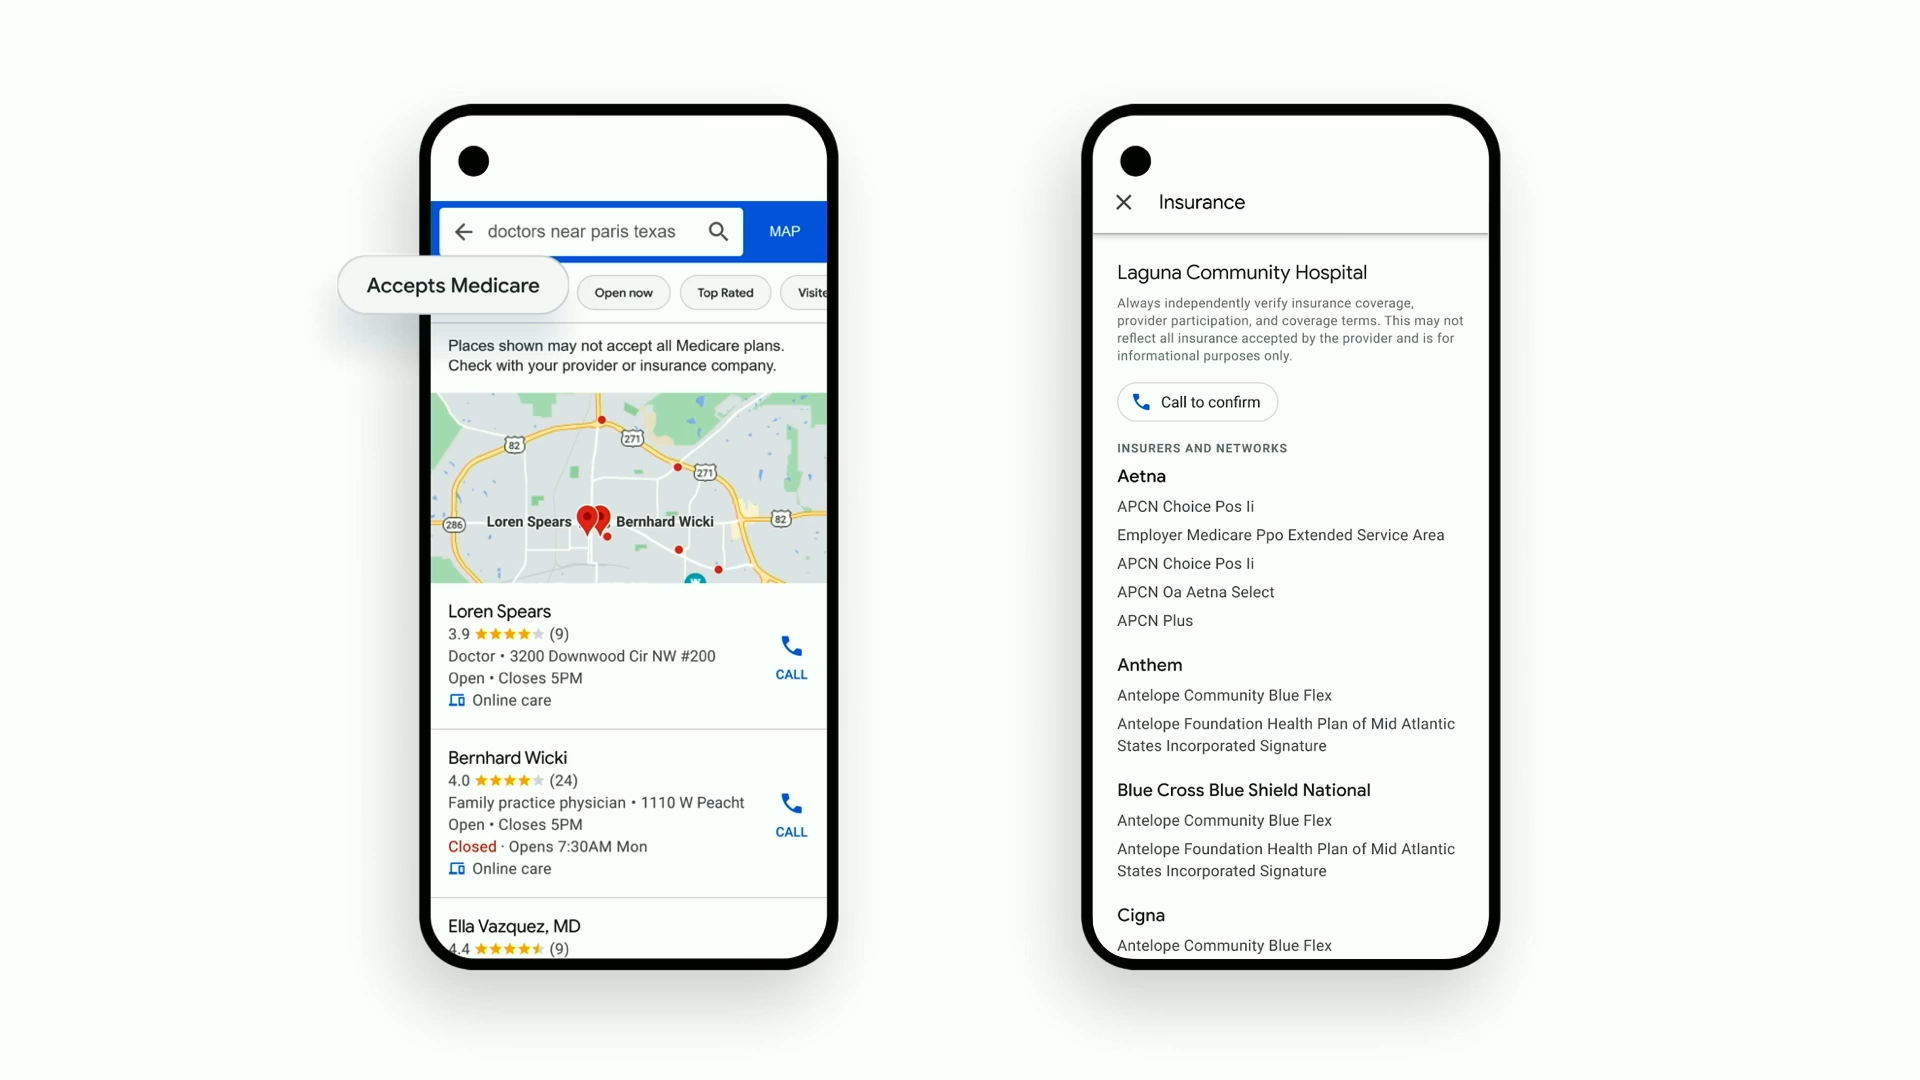 doctors near paris texas
MAP
Accepts Medicare
Open now
Top Rated
Visite
Places shown may not accept all Medicare plans.
Check with your provider or insurance company.
82
271
271
286
Loren Spears
Bernhard Wicki
82
Loren Spears
3.9 (9)
Doctor • 3200 Downwood Cir NW #200
Open • Closes 5PM
Online care
CALL
Bernhard Wicki
4.0 (24)
Family practice physician • 1110 W Peacht
Open • Closes 5PM
Closed · Opens 7:30AM Mon
Online care
CALL
Ella Vazquez, MD
4.4 (9)
Insurance
Laguna Community Hospital
Always independently verify insurance coverage,
provider participation, and coverage terms. This may not
reflect all insurance accepted by the provider and is for
informational purposes only.
Call to confirm
INSURERS AND NETWORKS
Aetna
APCN Choice Pos Ii
Employer Medicare Ppo Extended Service Area
APCN Choice Pos Ii
APCN Oa Aetna Select
APCN Plus
Anthem
Antelope Community Blue Flex
Antelope Foundation Health Plan of Mid Atlantic
States Incorporated Signature
Blue Cross Blue Shield National
Antelope Community Blue Flex
Antelope Foundation Health Plan of Mid Atlantic
States Incorporated Signature
Cigna
Antelope Community Blue Flex